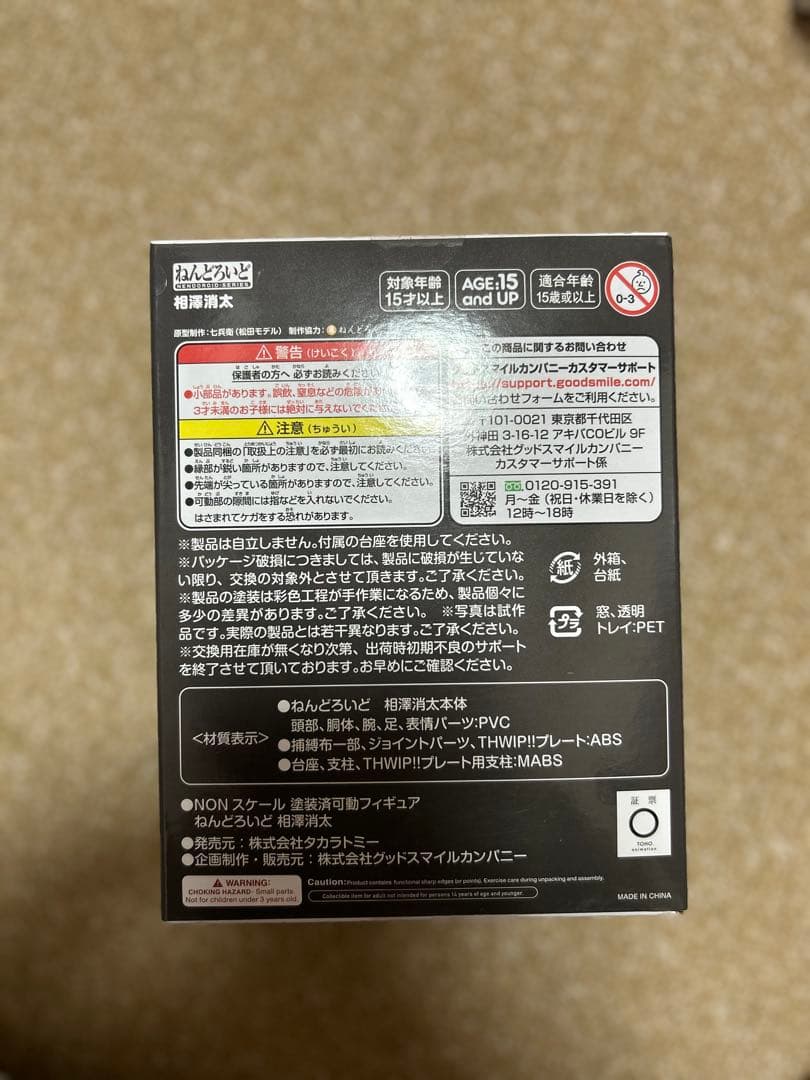 ねんどろいど
NENDOROID SERIES
相澤消太
対象年齢
15才以上
AGE:15
and UP
適合年齢
15歳或以上
0-3
原型制作:七兵衛(松田モデル) 制作協力: ねんどろ
警告(けいこく)
保護者の方へ 必ずお読みください
●小部品があります。誤飲、窒息などの危険が
3才未満のお子様には絶対に与えないでく
注意(ちゅうい)
●製品同梱の「取扱上の注意」を必ず最初にお読みくだ
●縁部が鋭い箇所がありますので、注意してください。
●先端が尖っている箇所がありますので、注意してください。
●可動部の隙間には指などを入れないでください。
はさまれてケガをする恐れがあります。
この商品に関するお問い合わせ
スマイルカンパニーカスタマーサポート
://support.goodsmile.com/
い合わせフォームをご利用ください。
〒101-0021 東京都千代田区
外神田 3-16-12 アキバCOビル 9F
株式会社グッドスマイルカンパニー
カスタマーサポート係
0120-915-391
月~金(祝日・休業日を除く)
12時~18時
※製品は自立しません。付属の台座を使用してください。
※パッケージ破損につきましては、製品に破損が生じていな
い限り、交換の対象外とさせて頂きます。ご了承ください。
※製品の塗装は彩色工程が手作業になるため、製品個々に
多少の差異があります。ご了承ください。 ※写真は試作
品です。実際の製品とは若干異なります。ご了承ください。
※交換用在庫が無くなり次第、出荷時初期不良のサポート
を終了させて頂いております。お早めにご確認ください。
紙
外箱、
台紙
プラ
窓、透明
トレイ:PET
<材質表示>
●ねんどろいど 相澤消太本体
頭部、胴体、腕、足、表情パーツ:PVC
●捕縛布一部、ジョイントパーツ、THWIP!!プレート:ABS
●台座、支柱、THWIP!!プレート用支柱:MABS
●NON スケール 塗装済可動フィギュア
ねんどろいど 相澤消太
●発売元:株式会社タカラトミー
●企画制作・販売元:株式会社グッドスマイルカンパニー
証票
TOHO
animation
WARNING:
CHOKING HAZARD- Small parts.
Not for children under 3 years old.
Caution:Product contains functional sharp edges (or points). Exercise care during unpacking and assembly.
Collectible item for adult not intended for persons 14 years of age and younger.
MADE IN CHINA